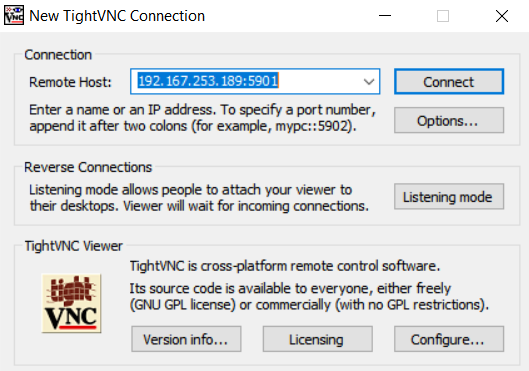 New TightVNC Connection
Connection
Remote Host: 192.167.253.189:5901
Connect
Enter a name or an IP address. To specify a port number,
append it after two colons (for example, mypc::5902).
Options...
Reverse Connections
Listening mode allows people to attach your viewer to
their desktops. Viewer will wait for incoming connections.
Listening mode
TightVNC Viewer
TightVNC is cross-platform remote control software.
Its source code is available to everyone, either freely
(GNU GPL license) or commercially (with no GPL restrictions).
tight
VNC
Version info...
Licensing
Configure...